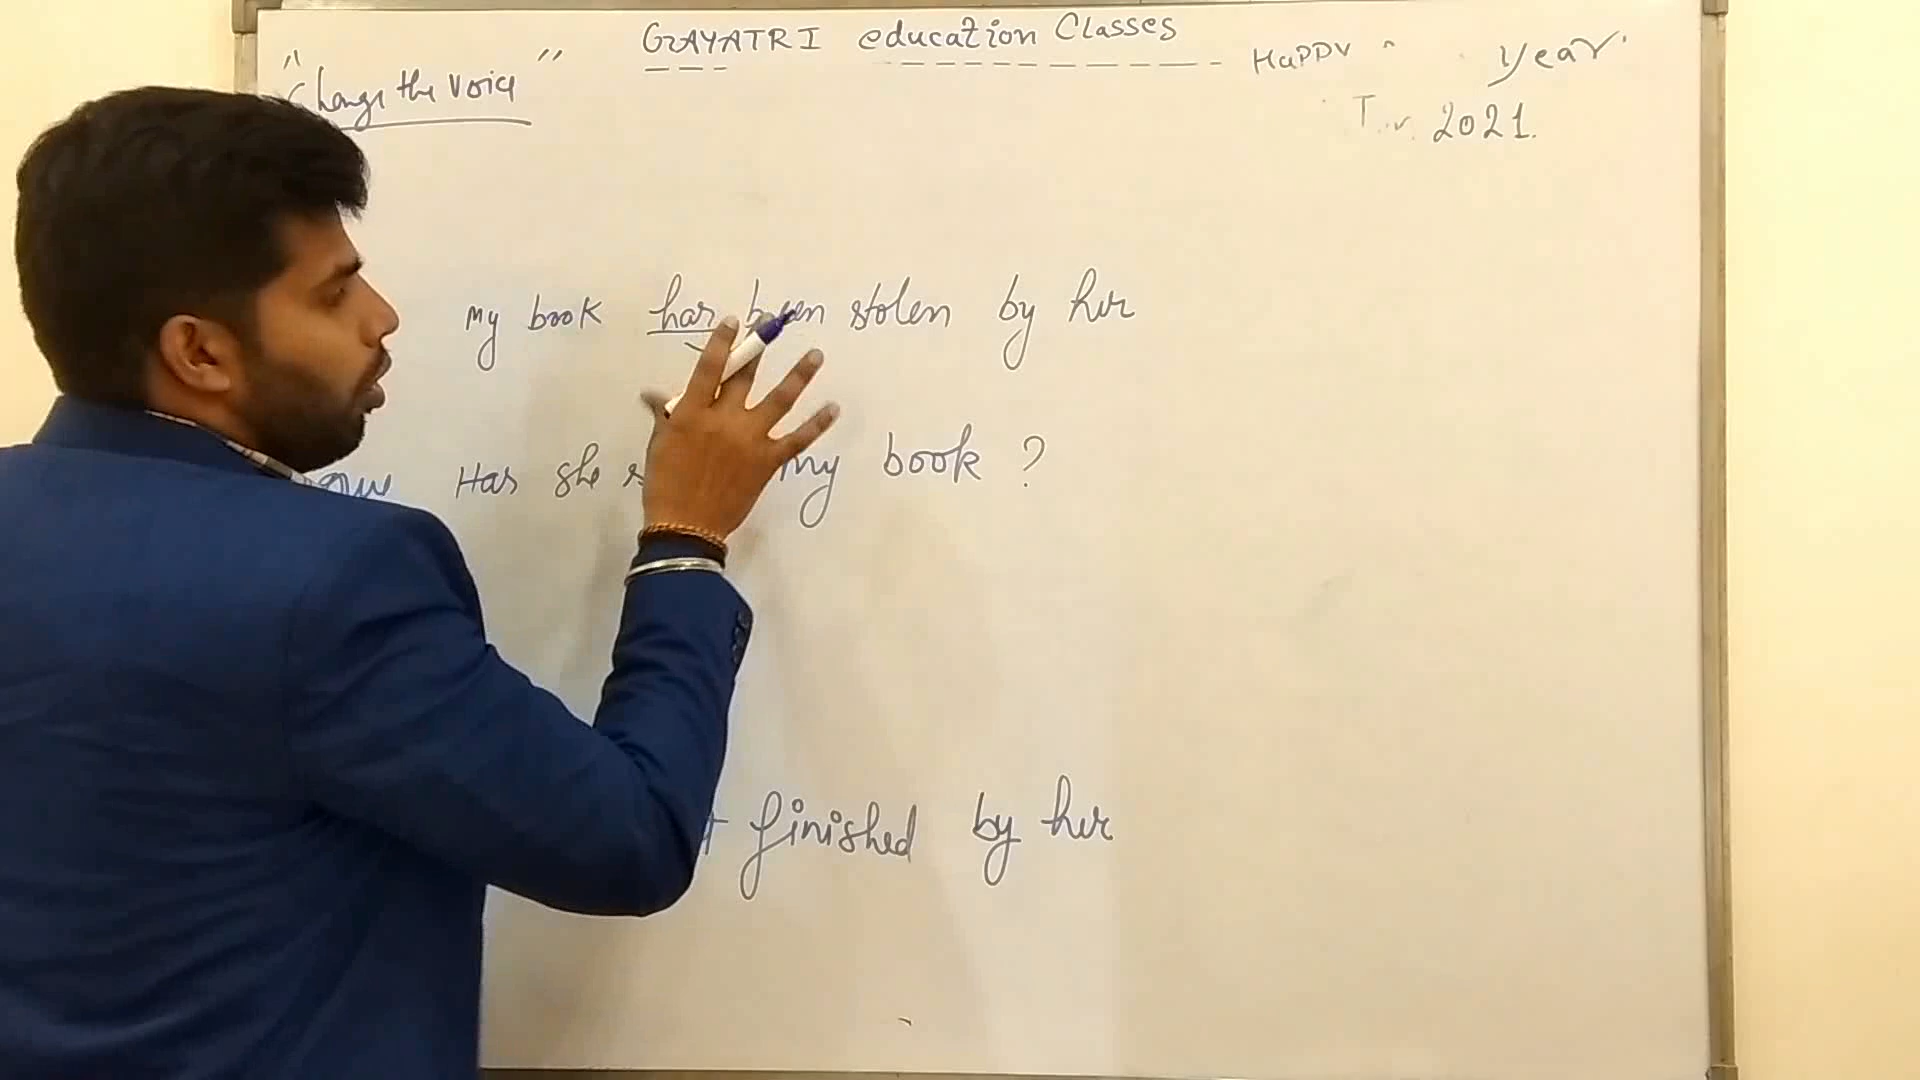 GAYATRI education Classes
Happy year
2021.
" Change the Voice "
My book has been stolen by her
Has she my book ?
finished by her